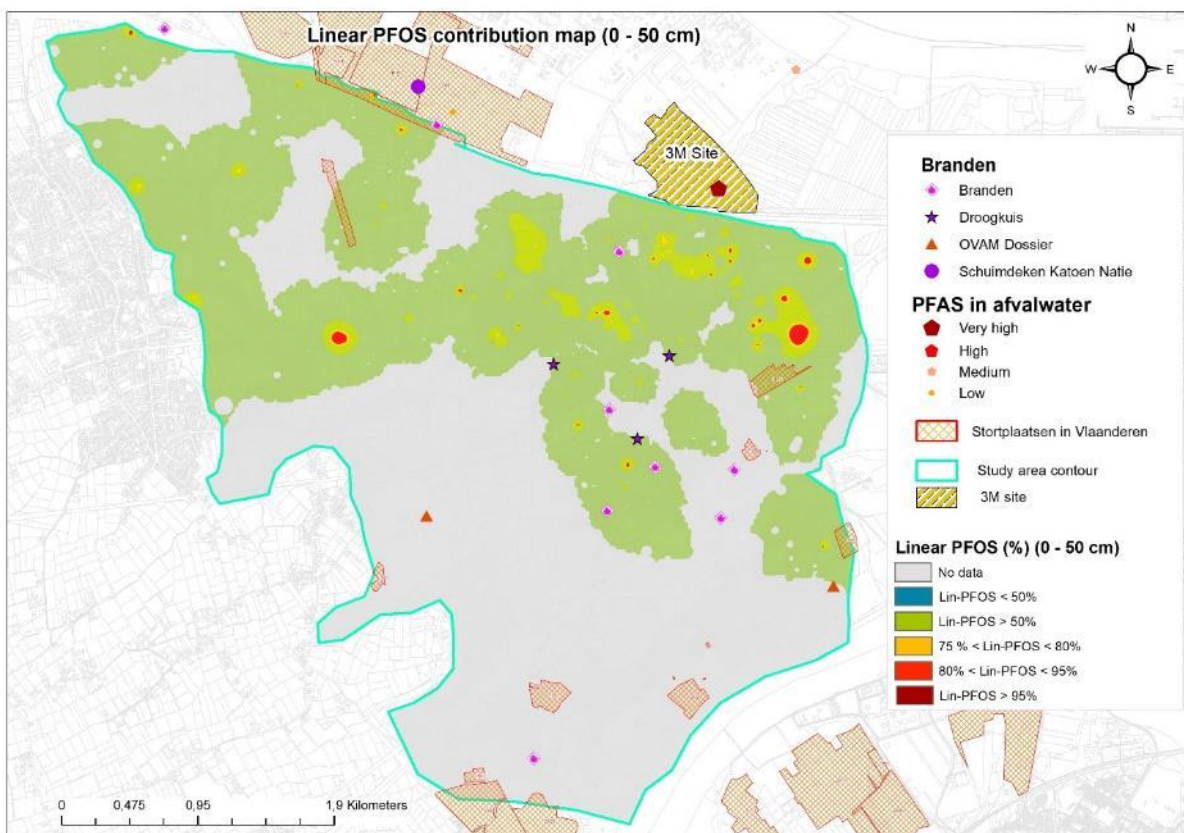 Linear PFOS contribution map (0 - 50 cm)
N
W
E
S
3M Site
Branden
Branden
Droogkuis
OVAM Dossier
Schuimdeken Katoen Natie
PFAS in afvalwater
Very high
High
Medium
Low
Stortplaatsen in Vlaanderen
Study area contour
3M site
Linear PFOS (%) (0 - 50 cm)
No data
Lin-PFOS < 50%
Lin-PFOS > 50%
75 % < Lin-PFOS < 80%
80% < Lin-PFOS < 95%
Lin-PFOS > 95%
0 0,475 0,95 1,9 Kilometers